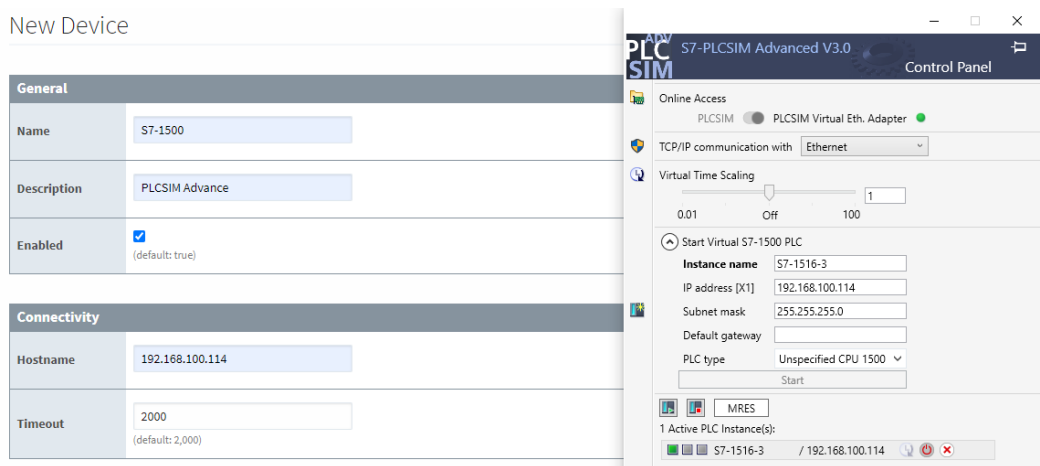 New Device
General
Name
S7-1500
Description
PLCSIM Advance
Enabled
(default: true)
Connectivity
Hostname
192.168.100.114
Timeout
2000
(default: 2,000)
ADV
PLC
SIM
S7-PLCSIM Advanced V3.0
Control Panel
Online Access
PLCSIM PLCSIM Virtual Eth. Adapter
TCP/IP communication with Ethernet
Virtual Time Scaling
1
0.01 Off 100
Start Virtual S7-1500 PLC
Instance name S7-1516-3
IP address [X1] 192.168.100.114
Subnet mask 255.255.255.0
Default gateway
PLC type Unspecified CPU 1500
Start
MRES
1 Active PLC Instance(s):
S7-1516-3 / 192.168.100.114